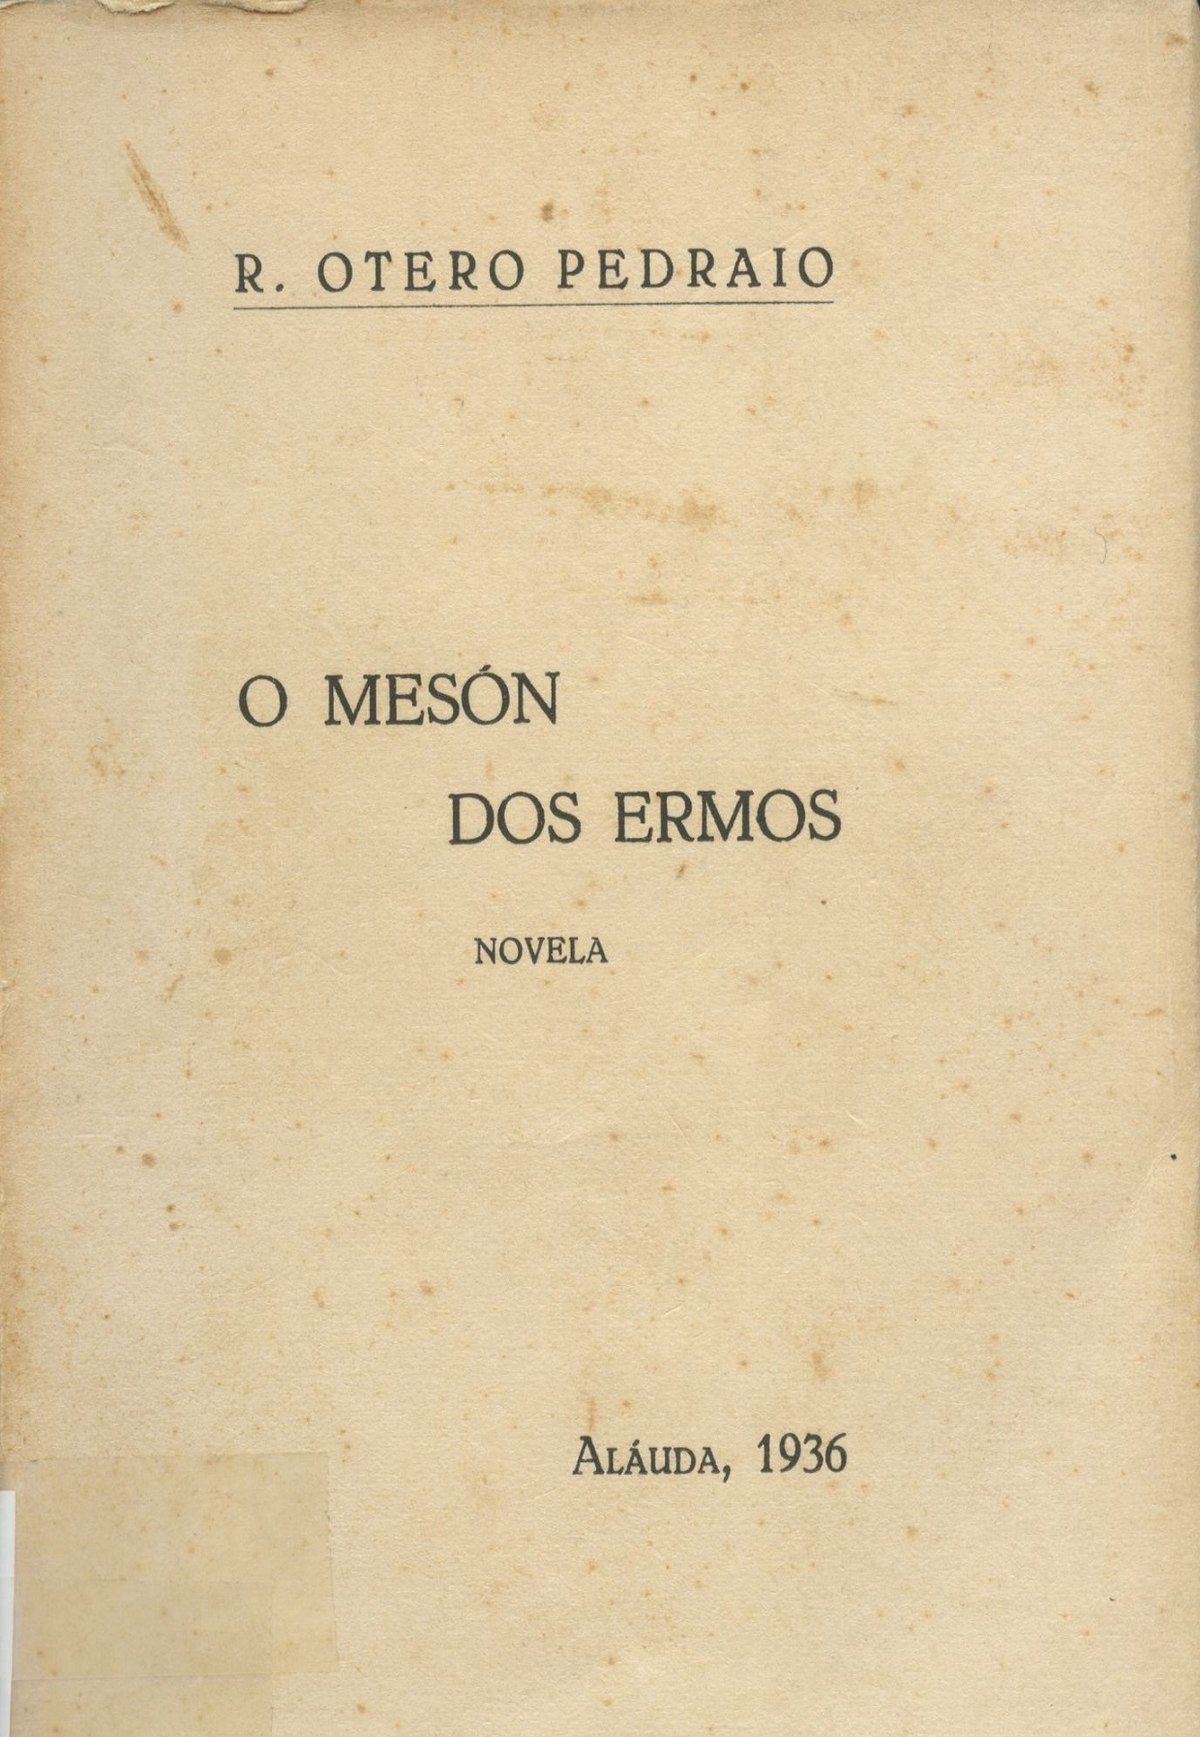 R. OTERO PEDRAIO
O MESÓN
DOS ERMOS
NOVELA
ALÁUDA, 1936